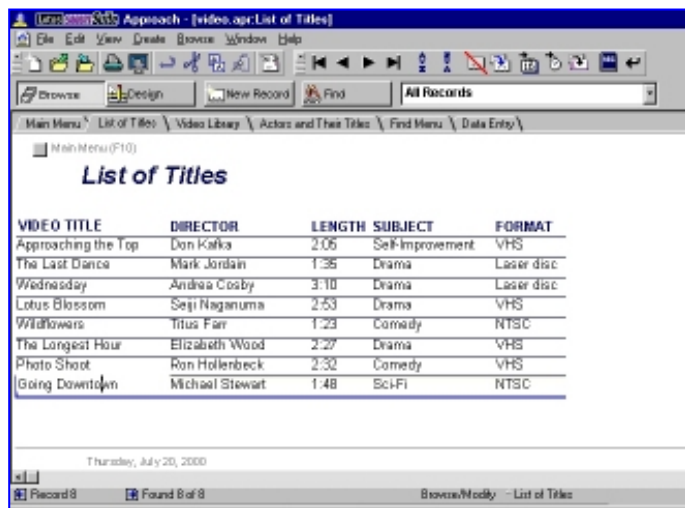 Lotus SmartSuite Approach - [video.apr:List of Titles]
File Edit View Create Browse Window Help
Browse Design New Record Find All Records
Main Menu List of Titles Video Library Actors and Their Titles Find Menu Data Entry
Main Menu (F10)
List of Titles
VIDEO TITLE DIRECTOR LENGTH SUBJECT FORMAT
Approaching the Top Don Kafka 2:05 Self-Improvement VHS
The Last Dance Mark Jordain 1:35 Drama Laser disc
Wednesday Andrea Cosby 3:10 Drama Laser disc
Lotus Blossom Seiji Naganuma 2:53 Drama VHS
Wildflowers Titus Farr 1:23 Comedy NTSC
The Longest Hour Elizabeth Wood 2:27 Drama VHS
Photo Shoot Ron Hollenbeck 2:32 Comedy VHS
Going Downtown Michael Stewart 1:48 Sci-Fi NTSC
Thursday, July 20, 2000
Record 8 Found 8 of 8 Browse/Modify - List of Titles